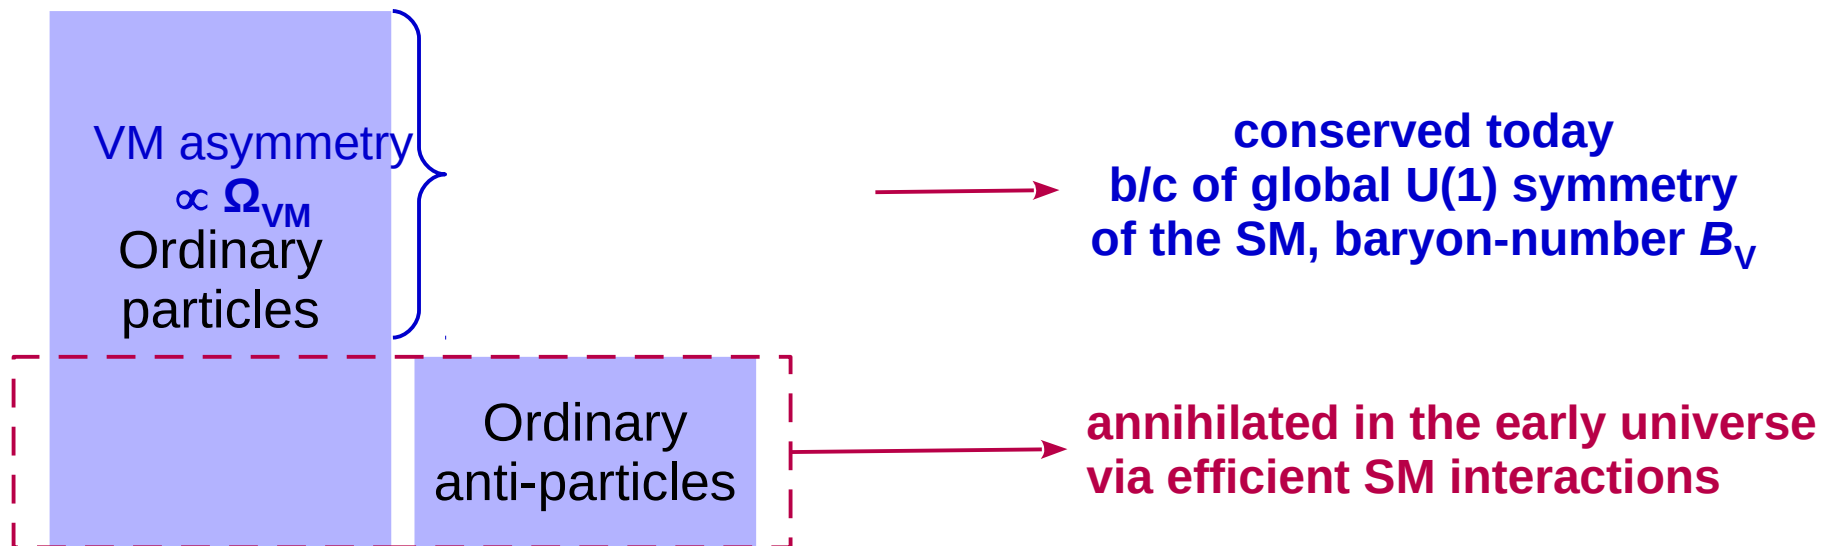 VM asymmetry
∝ Ω_VM
Ordinary
particles
conserved today
b/c of global U(1) symmetry
of the SM, baryon-number B_V
Ordinary
anti-particles
annihilated in the early universe
via efficient SM interactions